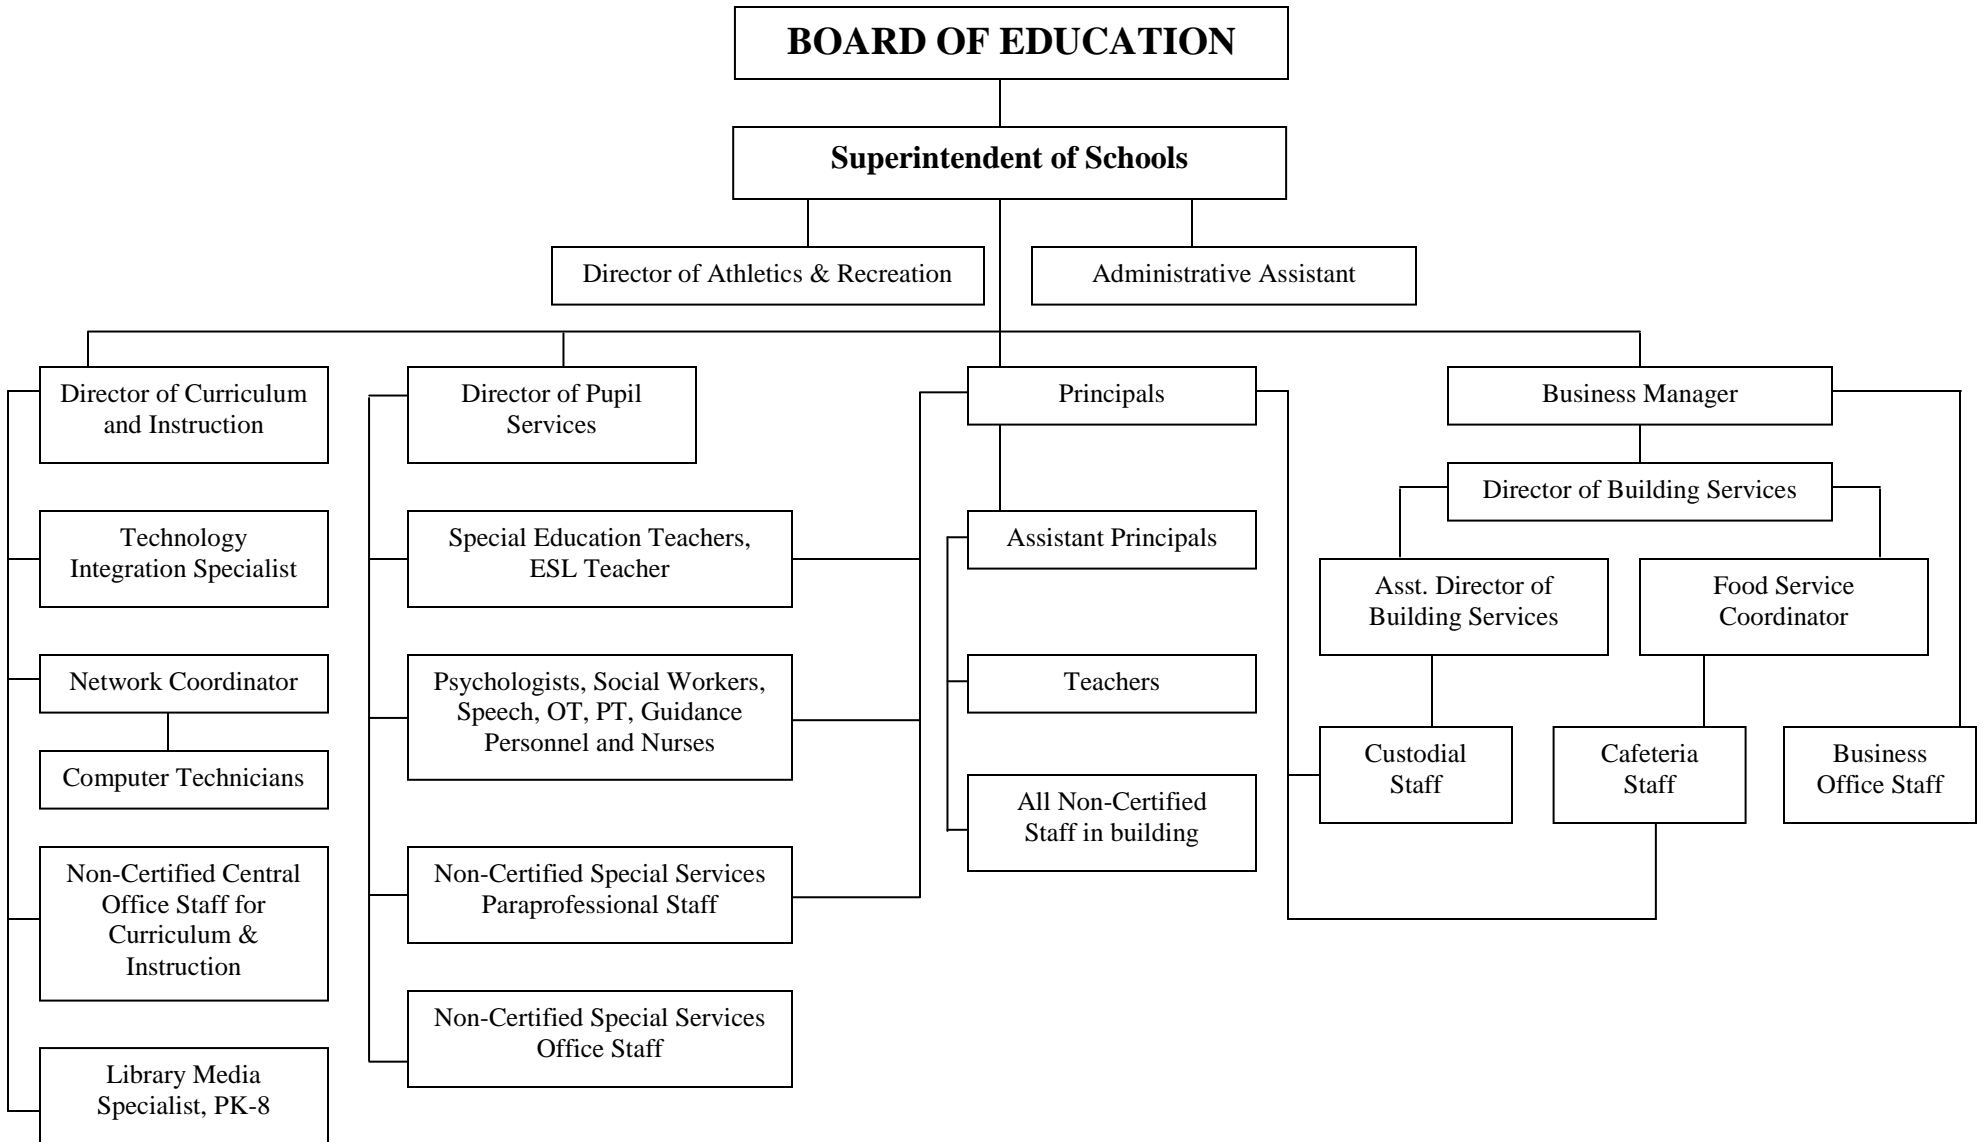 BOARD OF EDUCATION
Superintendent of Schools
Director of Athletics & Recreation
Administrative Assistant
Director of Curriculum
and Instruction
Director of Pupil
Services
Principals
Business Manager
Director of Building Services
Technology
Integration Specialist
Special Education Teachers,
ESL Teacher
Assistant Principals
Asst. Director of
Building Services
Food Service
Coordinator
Network Coordinator
Psychologists, Social Workers,
Speech, OT, PT, Guidance
Personnel and Nurses
Teachers
Custodial
Staff
Cafeteria
Staff
Business
Office Staff
Computer Technicians
All Non-Certified
Staff in building
Non-Certified Central
Office Staff for
Curriculum &
Instruction
Non-Certified Special Services
Paraprofessional Staff
Non-Certified Special Services
Office Staff
Library Media
Specialist, PK-8